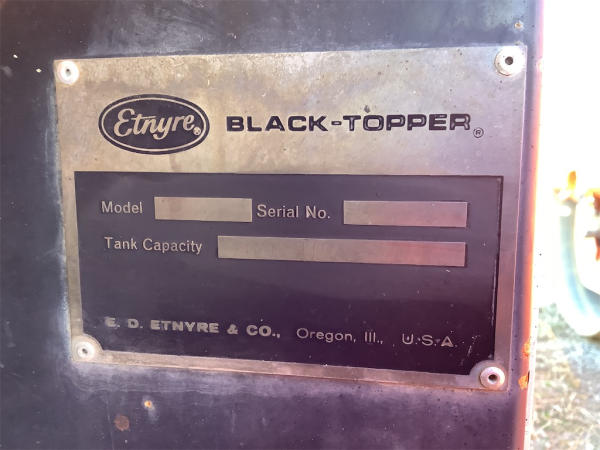 Etnyre® BLACK-TOPPER®
Model Serial No.
Tank Capacity
E. D. ETNYRE & CO., Oregon, Ill., U.S.A.